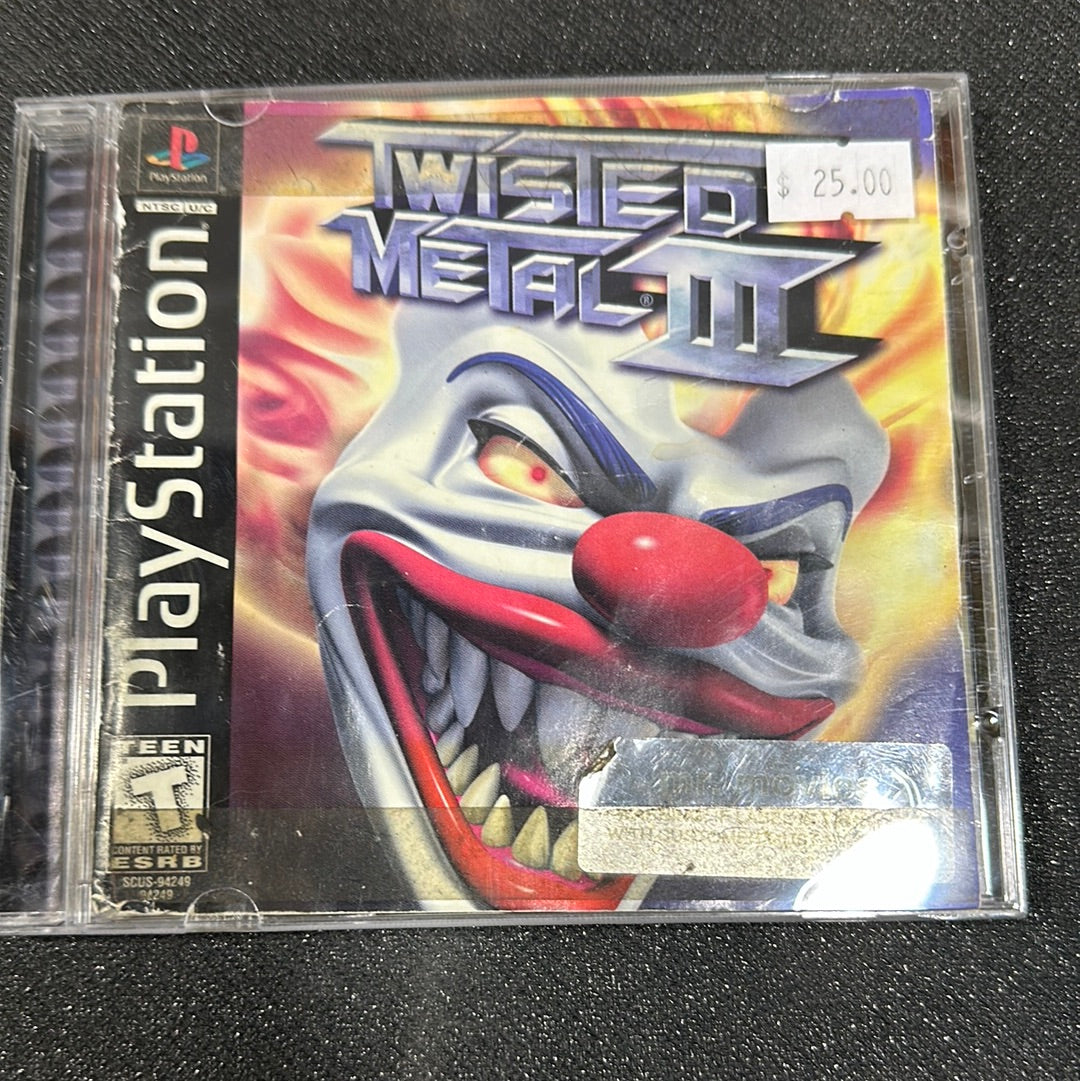 PlayStation
NTSC U/C
PlayStation
TWISTED
METAL® III
$ 25.00
TEEN
T
CONTENT RATED BY
ESRB
SCUS-94249
94249